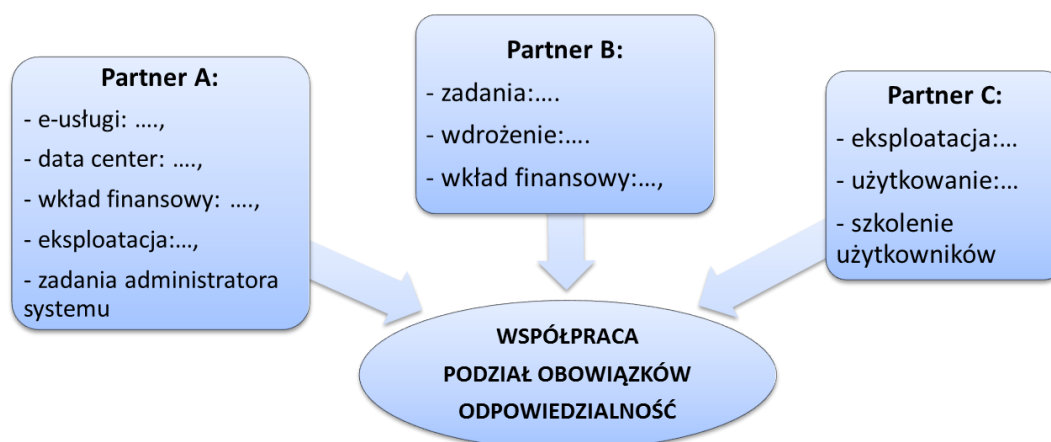 Partner A:
- e-usługi: ....,
- data center: ....,
- wkład finansowy: ....,
- eksploatacja:...,
- zadania administratora
systemu
Partner B:
- zadania:....
- wdrożenie:....
- wkład finansowy:...,
Partner C:
- eksploatacja:...
- użytkowanie:...
- szkolenie
użytkowników
WSPÓŁPRACA
PODZIAŁ OBOWIĄZKÓW
ODPOWIEDZIALNOŚĆ